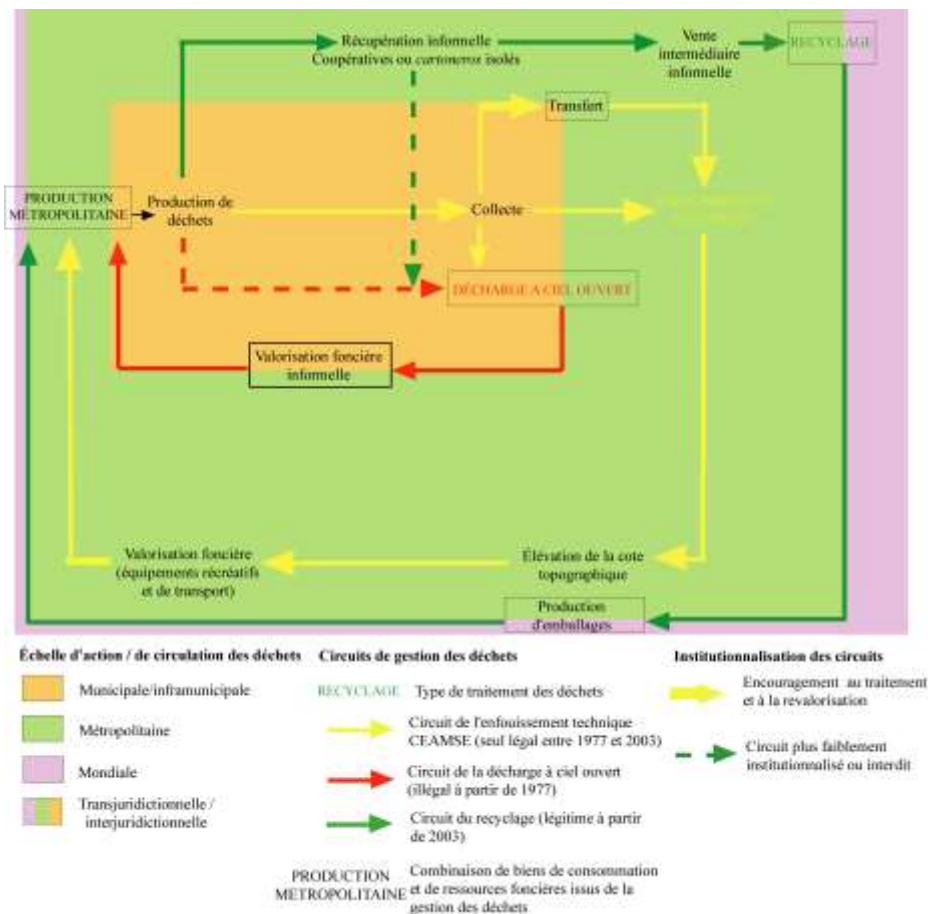 Récupération informelle
Coopératives ou cartoneros isolés
Vente
intermédiaire
informelle
RECYCLAGE
Transfert
PRODUCTION
METROPOLITAINE
Production de
déchets
Collecte
DÉCHARGE A CIEL OUVERT
Valorisation foncière
informelle
Valorisation foncière
(équipements récréatifs
et de transport)
Élévation de la cote
topographique
Production
d'emballages
Échelle d'action / de circulation des déchets
Municipale/inframunicipale
Métropolitaine
Mondiale
Transjuridictionnelle /
interjuridictionnelle
Circuits de gestion des déchets
RECYCLAGE Type de traitement des déchets
Circuit de l'enfouissement technique
CEAMSE (seul légal entre 1977 et 2003)
Circuit de la décharge à ciel ouvert
(illégal à partir de 1977)
Circuit du recyclage (légitime à partir
de 2003)
PRODUCTION
METROPOLITAINE
Combinaison de biens de consommation
et de ressources foncières issus de la
gestion des déchets
Institutionnalisation des circuits
Encouragement au traitement
et à la revalorisation
Circuit plus faiblement
institutionnalisé ou interdit